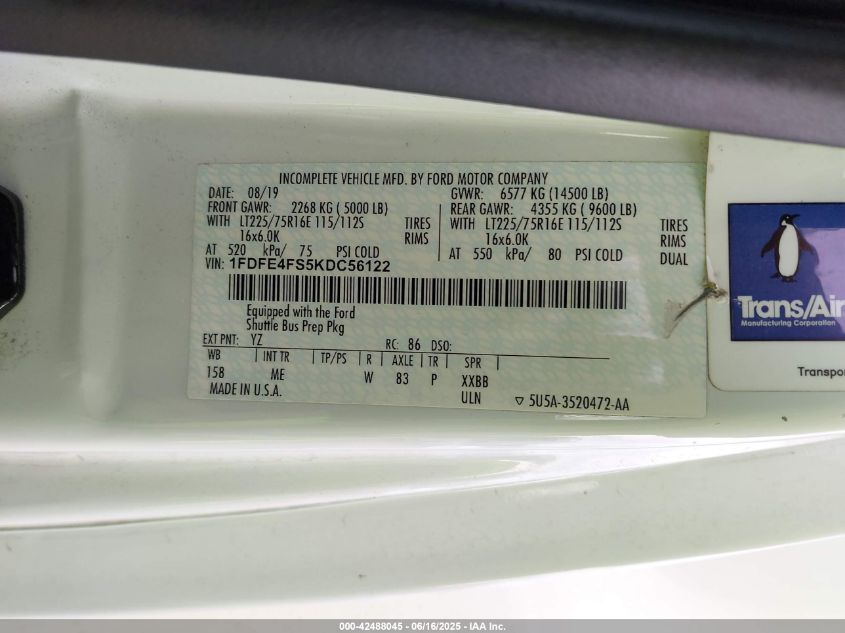 INCOMPLETE VEHICLE MFD. BY FORD MOTOR COMPANY
DATE: 08/19 GVWR: 6577 KG (14500 LB)
FRONT GAWR: 2268 KG ( 5000 LB) REAR GAWR: 4355 KG ( 9600 LB)
WITH LT225/75R16E 115/112S TIRES WITH LT225/75R16E 115/112S TIRES
16x6.0K RIMS 16x6.0K RIMS
AT 520 kPa/ 75 PSI COLD AT 550 kPa/ 80 PSI COLD DUAL
VIN: 1FDFE4FS5KDC56122
Equipped with the Ford
Shuttle Bus Prep Pkg
EXT PNT: YZ RC: 86 DSO:
WB INT TR TP/PS R AXLE TR SPR
158 ME W 83 P XXBB
MADE IN U.S.A. ULN ▽ 5U5A-3520472-AA
Trans/Air
Manufacturing Corporation
Transpo
000-42488045 - 06/16/2025 - IAA Inc.